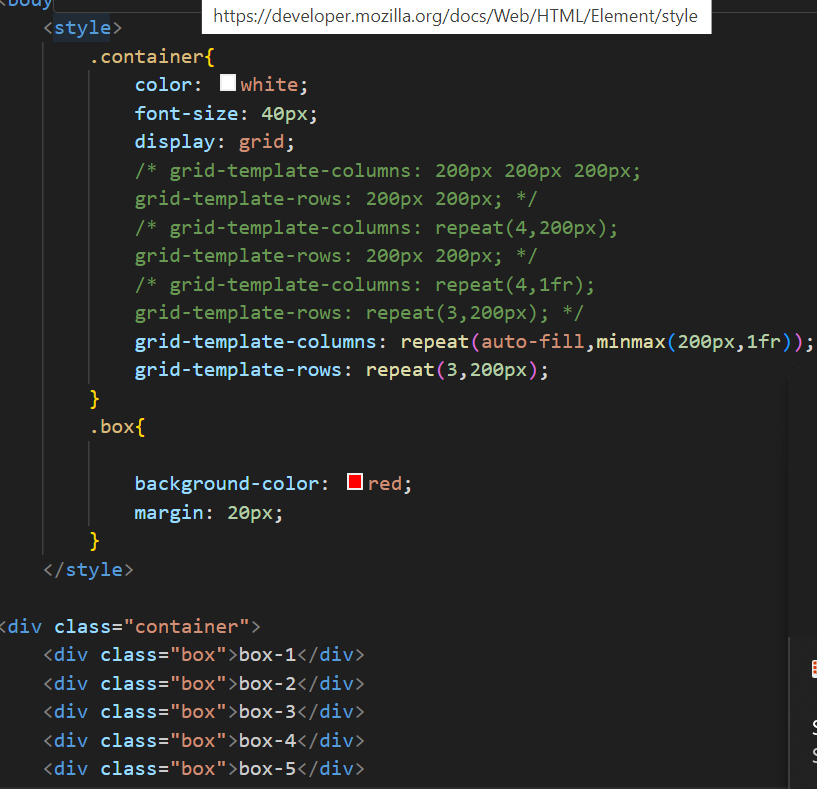 <body
https://developer.mozilla.org/docs/Web/HTML/Element/style
<style>
.container{
color: white;
font-size: 40px;
display: grid;
/* grid-template-columns: 200px 200px 200px;
grid-template-rows: 200px 200px; */
/* grid-template-columns: repeat(4,200px);
grid-template-rows: 200px 200px; */
/* grid-template-columns: repeat(4,1fr);
grid-template-rows: repeat(3,200px); */
grid-template-columns: repeat(auto-fill,minmax(200px,1fr));
grid-template-rows: repeat(3,200px);
}
.box{
background-color: red;
margin: 20px;
}
</style>
<div class="container">
<div class="box">box-1</div>
<div class="box">box-2</div>
<div class="box">box-3</div>
<div class="box">box-4</div>
<div class="box">box-5</div>